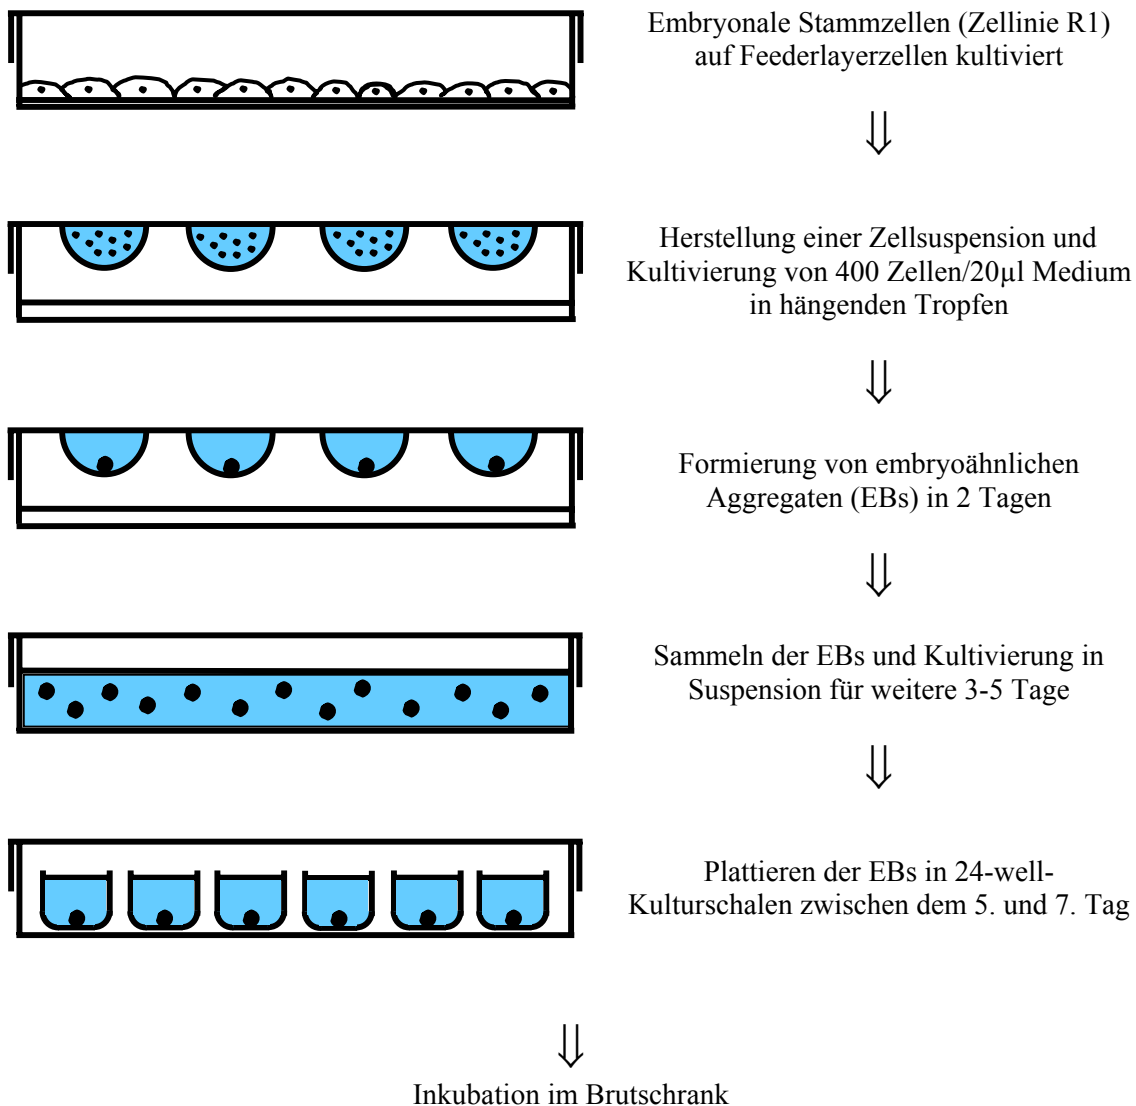 Embryonale Stammzellen (Zellinie R1)
auf Feederlayerzellen kultiviert
⇓
Herstellung einer Zellsuspension und
Kultivierung von 400 Zellen/20µl Medium
in hängenden Tropfen
⇓
Formierung von embryoähnlichen
Aggregaten (EBs) in 2 Tagen
⇓
Sammeln der EBs und Kultivierung in
Suspension für weitere 3-5 Tage
⇓
Plattieren der EBs in 24-well-
Kulturschalen zwischen dem 5. und 7. Tag
⇓
Inkubation im Brutschrank